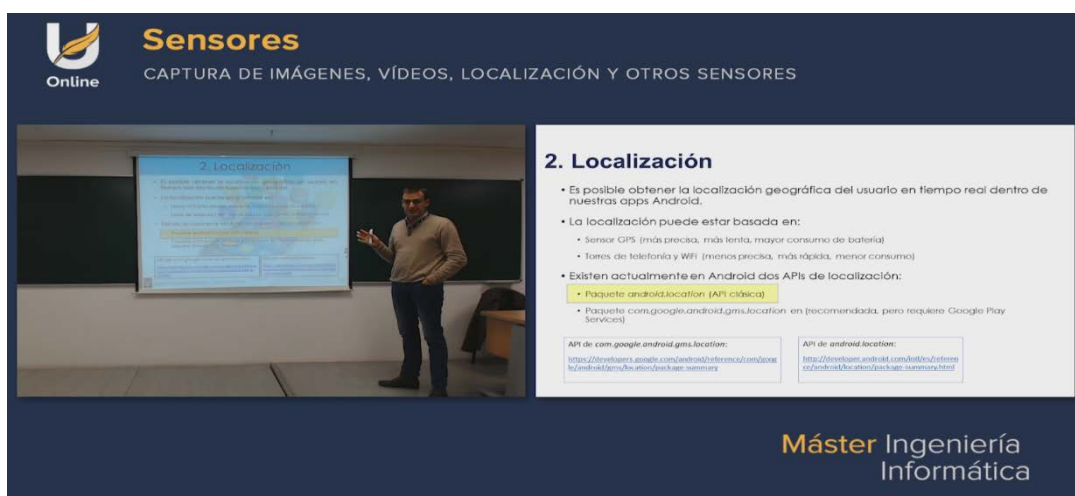 Online
Sensores
CAPTURA DE IMÁGENES, VÍDEOS, LOCALIZACIÓN Y OTROS SENSORES
2. Localización
2. Localización
• Es posible obtener la localización geográfica del usuario en tiempo real dentro de
nuestras apps Android.
• La localización puede estar basada en:
• Sensor GPS (más precisa, más lenta, mayor consumo de batería)
• Torres de telefonía y WiFi (menos precisa, más rápida, menor consumo)
• Existen actualmente en Android dos APIs de localización:
• Paquete android.location (API clásica)
• Paquete com.google.android.gms.location en (recomendada, pero requiere Google Play
Services)
API de com.google.android.gms.location:
https://developers.google.com/android/reference/com/goog
le/android/gms/location/package-summary
API de android.location:
http://developer.android.com/intl/es/referen
ce/android/location/package-summary.html
Máster Ingeniería
Informática